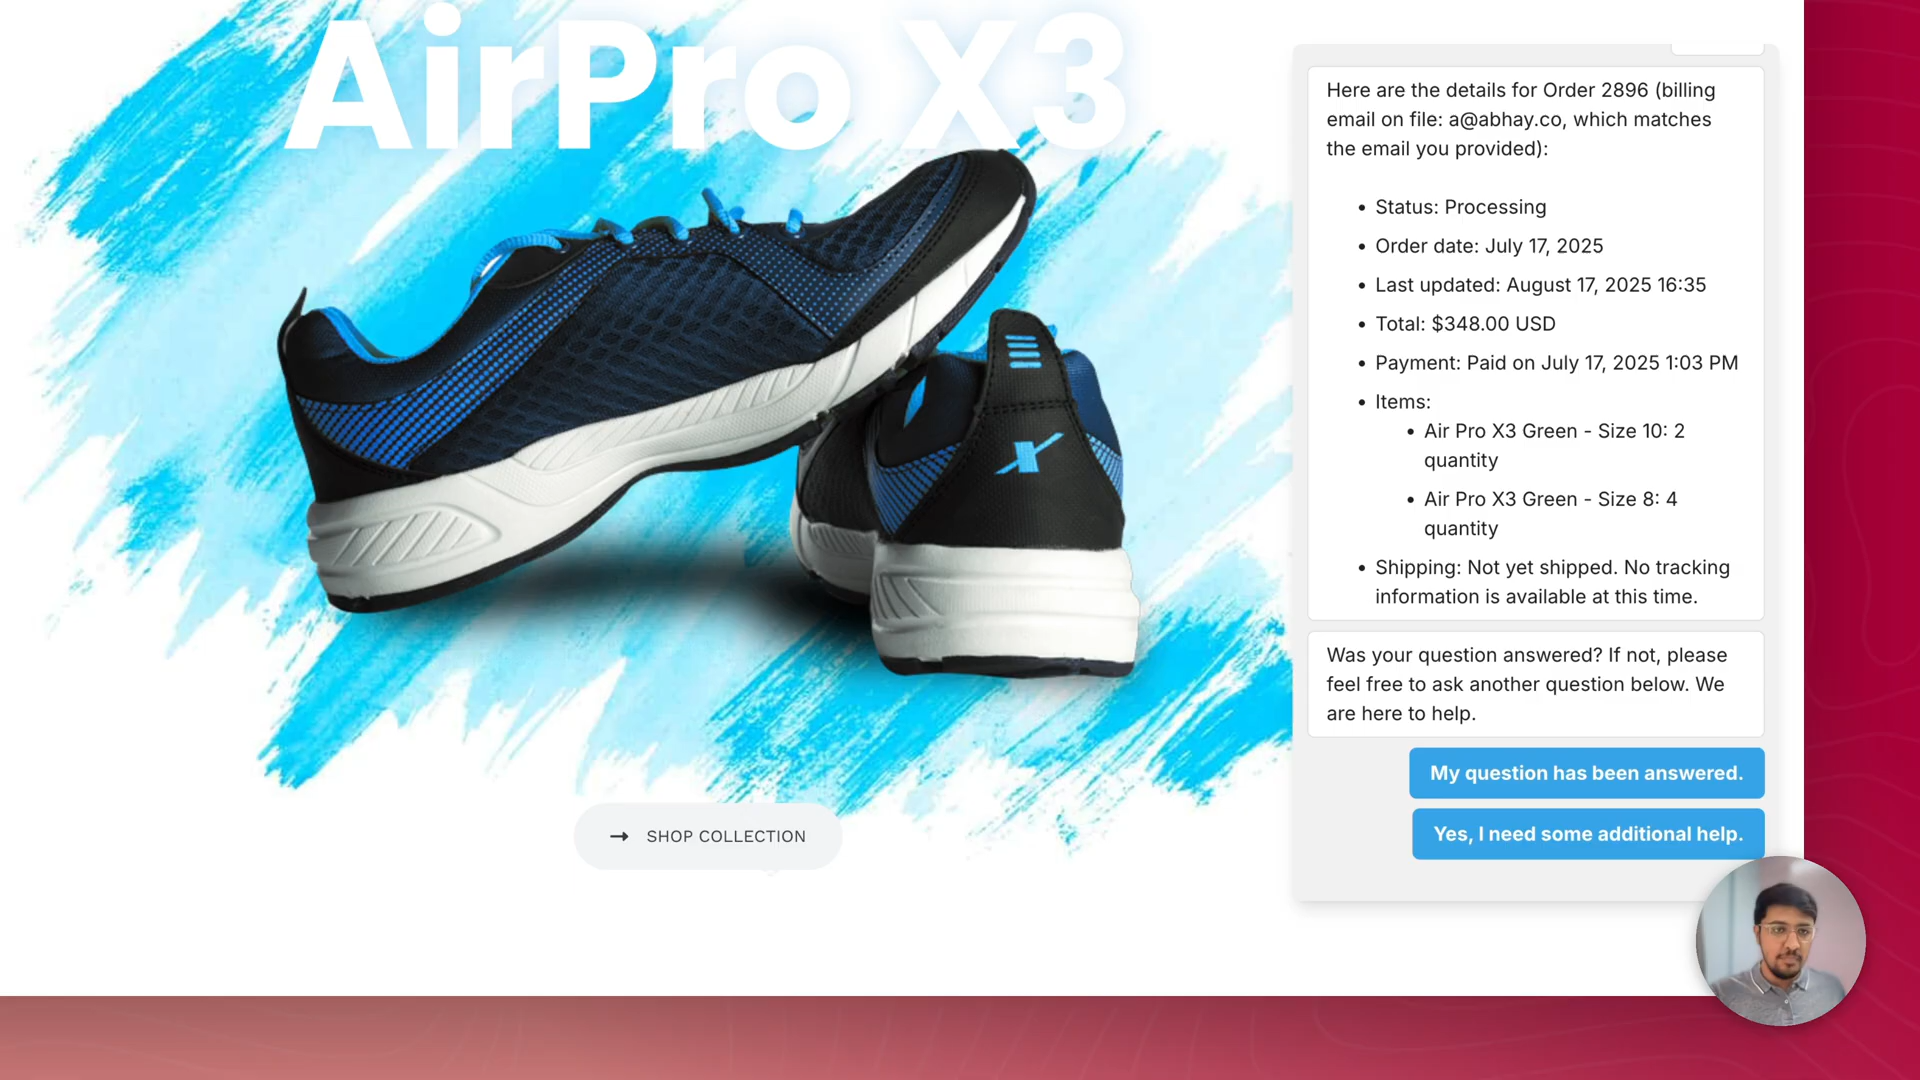 AirPro X3
Here are the details for Order 2896 (billing
email on file: a@abhay.co, which matches
the email you provided):
• Status: Processing
• Order date: July 17, 2025
• Last updated: August 17, 2025 16:35
• Total: $348.00 USD
• Payment: Paid on July 17, 2025 1:03 PM
• Items:
• Air Pro X3 Green - Size 10: 2
quantity
• Air Pro X3 Green - Size 8: 4
quantity
• Shipping: Not yet shipped. No tracking
information is available at this time.
Was your question answered? If not, please
feel free to ask another question below. We
are here to help.
My question has been answered.
Yes, I need some additional help.
→ SHOP COLLECTION